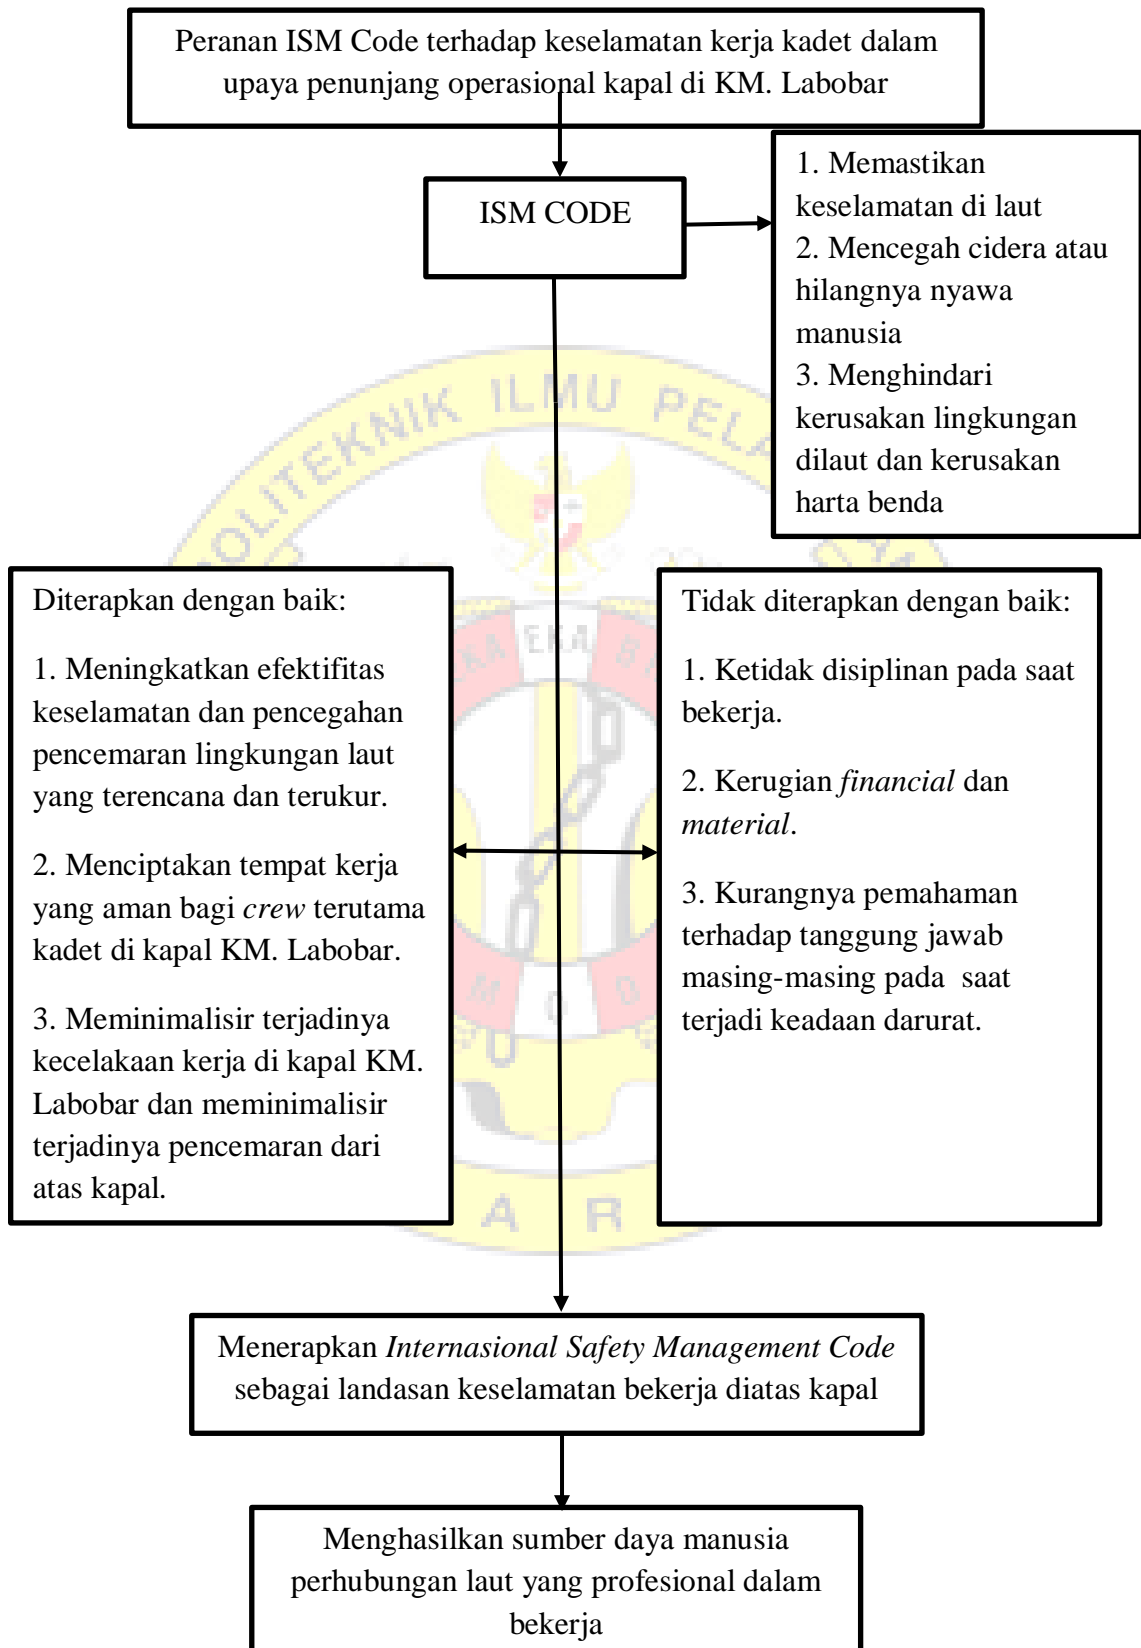 Peranan ISM Code terhadap keselamatan kerja kadet dalam
upaya penunjang operasional kapal di KM. Labobar
ISM CODE
1. Memastikan
keselamatan di laut
2. Mencegah cidera atau
hilangnya nyawa
manusia
3. Menghindari
kerusakan lingkungan
dilaut dan kerusakan
harta benda
POLITEKNIK ILMU PELA
EKA
Diterapkan dengan baik:
1. Meningkatkan efektifitas
keselamatan dan pencegahan
pencemaran lingkungan laut
yang terencana dan terukur.
2. Menciptakan tempat kerja
yang aman bagi crew terutama
kadet di kapal KM. Labobar.
3. Meminimalisir terjadinya
kecelakaan kerja di kapal KM.
Labobar dan meminimalisir
terjadinya pencemaran dari
atas kapal.
Tidak diterapkan dengan baik:
1. Ketidak disiplinan pada saat
bekerja.
2. Kerugian financial dan
material.
3. Kurangnya pemahaman
terhadap tanggung jawab
masing-masing pada saat
terjadi keadaan darurat.
A R
Menerapkan Internasional Safety Management Code
sebagai landasan keselamatan bekerja diatas kapal
Menghasilkan sumber daya manusia
perhubungan laut yang profesional dalam
bekerja